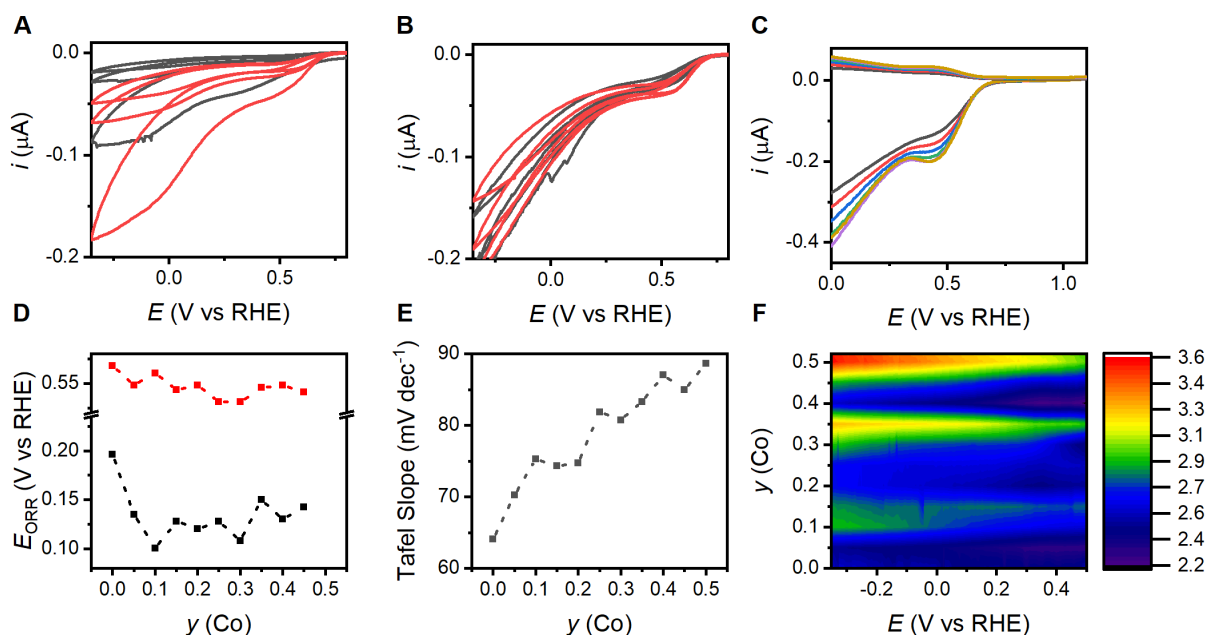 A
0.0
-0.1
-0.2
i (μA)
0.0
0.5
E (V vs RHE)
B
0.0
-0.1
-0.2
i (μA)
0.0
0.5
E (V vs RHE)
C
0.0
-0.2
-0.4
i (μA)
0.0
0.5
1.0
E (V vs RHE)
D
0.55
0.20
0.15
0.10
E_ORR (V vs RHE)
0.0 0.1 0.2 0.3 0.4 0.5
y (Co)
E
90
80
70
60
Tafel Slope (mV dec⁻¹)
0.0 0.1 0.2 0.3 0.4 0.5
y (Co)
F
0.5
0.4
0.3
0.2
0.1
0.0
y (Co)
-0.2 0.0 0.2 0.4
E (V vs RHE)
3.6
3.4
3.3
3.1
2.9
2.7
2.6
2.4
2.2